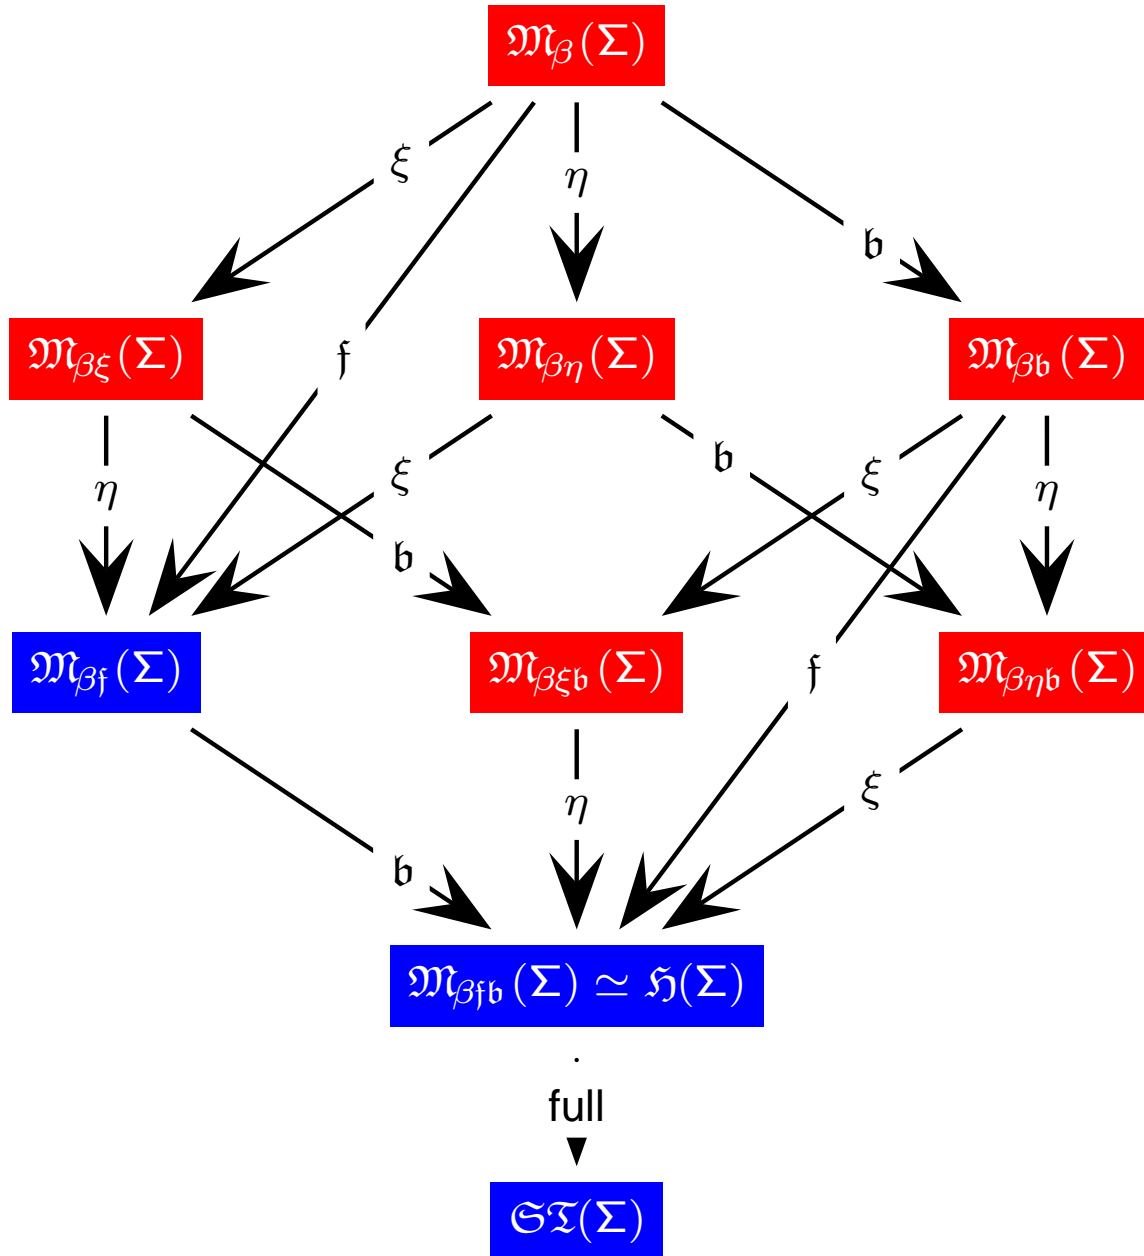 𝔐β(Σ)
ξ
η
𝔟
𝔐βξ(Σ)
𝔣
𝔐βη(Σ)
𝔐β𝔟(Σ)
η
ξ
𝔟
ξ
η
𝔟
𝔐β𝔣(Σ)
𝔐βξ𝔟(Σ)
𝔣
𝔐βη𝔟(Σ)
η
ξ
𝔟
𝔐β𝔣𝔟(Σ) ≃ ℌ(Σ)
full
𝔖𝔗(Σ)